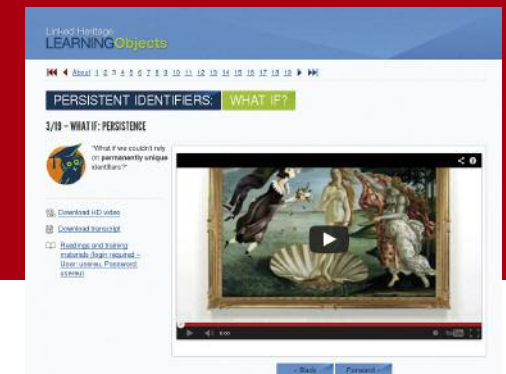 Linked Heritage
LEARNINGObjects
About 1 2 3 4 5 6 7 8 9 10 11 12 13 14 15 16 17 18 19
PERSISTENT IDENTIFIERS: WHAT IF?
3/19 – WHAT IF: PERSISTENCE
"What if we couldn't rely
on permanently unique
identifiers?"
Download HD video
Download transcript
Readings and training
materials (login required –
User: usereu, Password:
usereu)
0:00
YouTube
← Back
Forward →